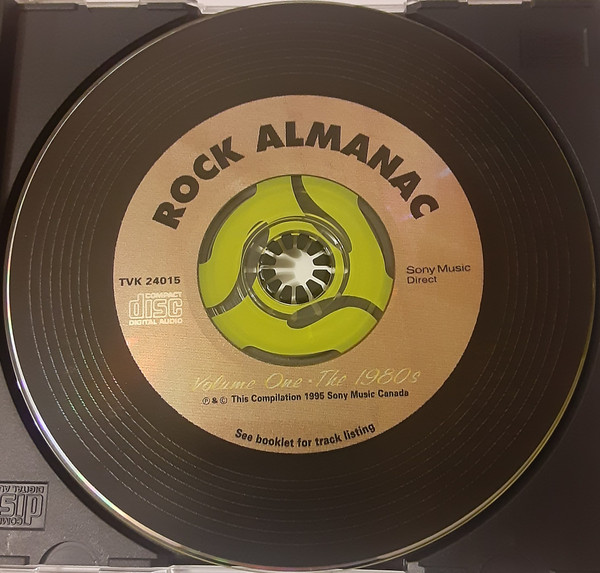 ROCK ALMANAC
TVK 24015
COMPACT
disc
DIGITAL AUDIO
Sony Music
Direct
Volume One • The 1980s
℗ & © This Compilation 1995 Sony Music Canada
See booklet for track listing